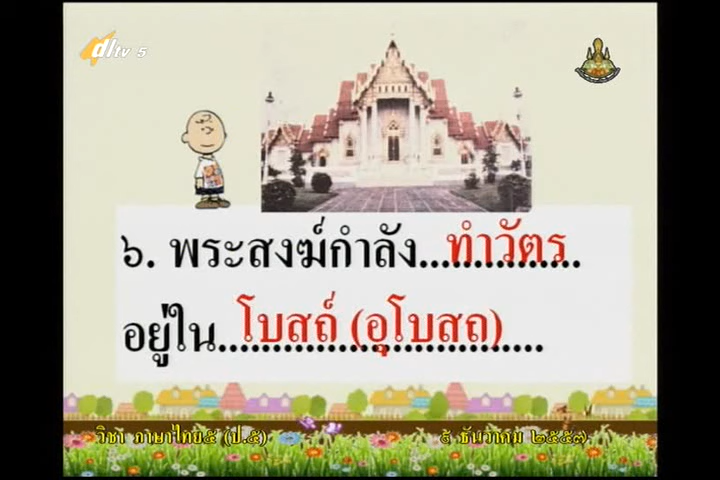 dltv 5
๖. พระสงฆ์กำลัง...ทำวัตร...
อยู่ใน...โบสถ์ (อุโบสถ)...
วิชา ภาษาไทย๕ (ป.๕)
๕ ธันวาคม ๒๕๕๗